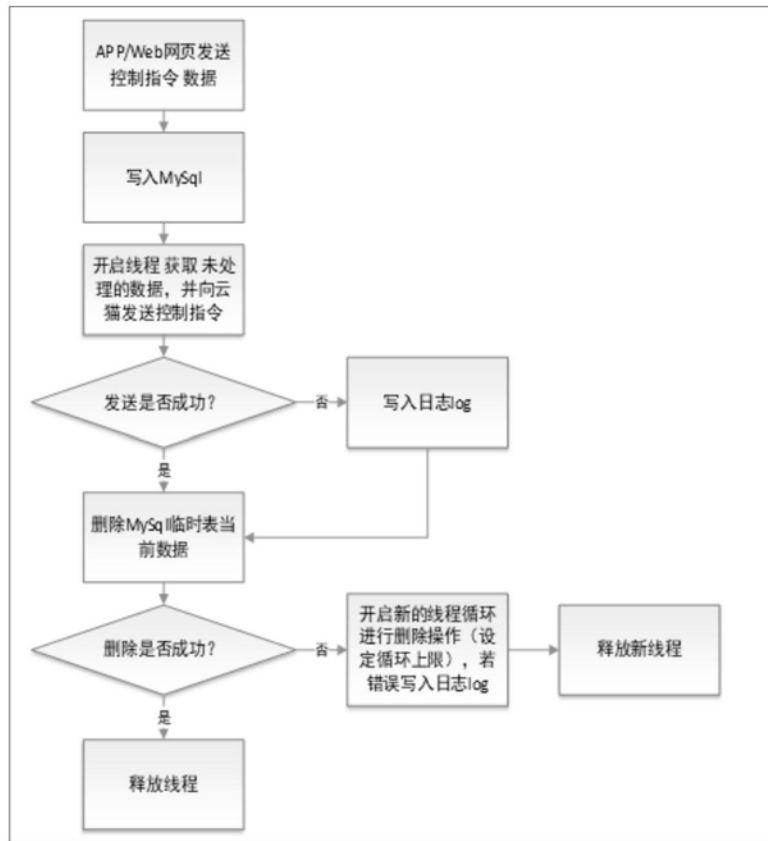 APP/Web网页发送
控制指令 数据
写入MySql
开启线程 获取 未处
理的数据，并向云
猫发送控制指令
发送是否成功？
否
写入日志log
是
删除MySql临时表当
前数据
删除是否成功？
否
开启新的线程循环
进行删除操作（设
定循环上限），若
错误写入日志log
释放新线程
是
释放线程